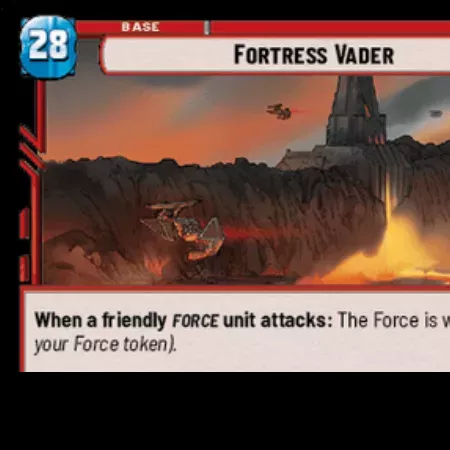 BASE
28
FORTRESS VADER
When a friendly FORCE unit attacks: The Force is
your Force token).